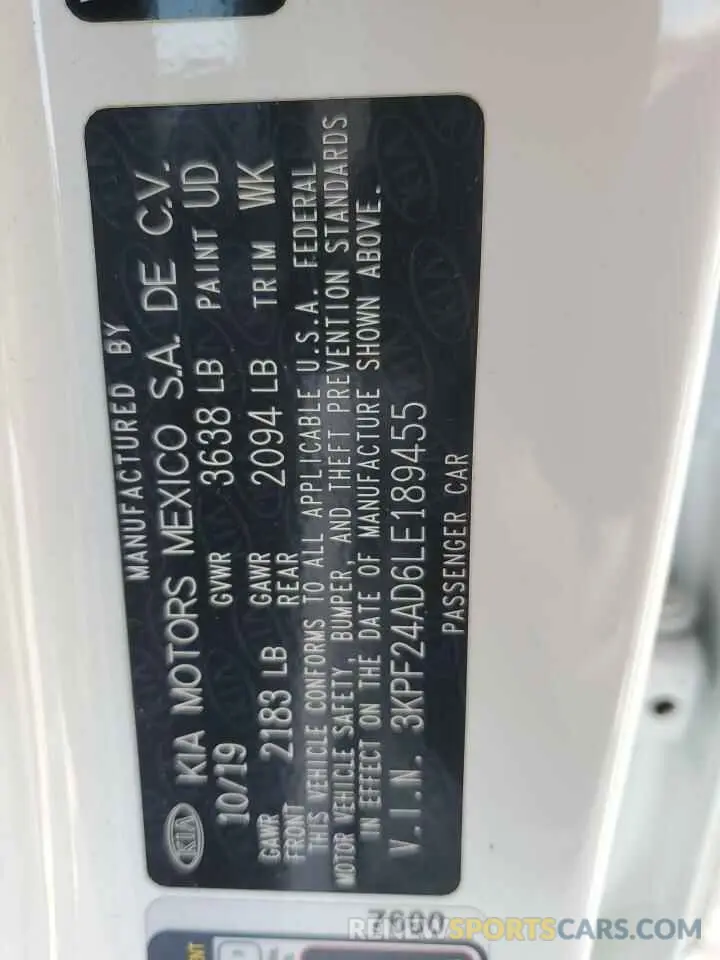 MANUFACTURED BY
KIA KIA MOTORS MEXICO S.A. DE C.V.
10/19 GVWR 3638 LB PAINT UD
GAWR FRONT 2183 LB GAWR REAR 2094 LB TRIM WK
THIS VEHICLE CONFORMS TO ALL APPLICABLE U.S.A. FEDERAL
MOTOR VEHICLE SAFETY, BUMPER, AND THEFT PREVENTION STANDARDS
IN EFFECT ON THE DATE OF MANUFACTURE SHOWN ABOVE.
V.I.N. 3KPF24AD6LE189455
PASSENGER CAR
RENEWSPORTSCARS.COM